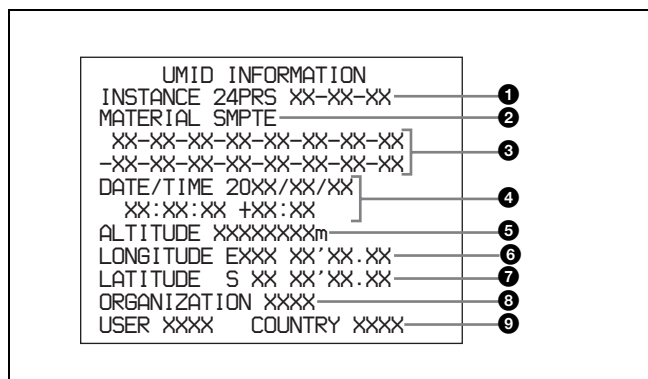 UMID INFORMATION
INSTANCE 24PRS XX-XX-XX
1
MATERIAL SMPTE
2
XX-XX-XX-XX-XX-XX-XX-XX
-XX-XX-XX-XX-XX-XX-XX-XX
3
DATE/TIME 20XX/XX/XX
XX:XX:XX +XX:XX
4
ALTITUDE XXXXXXXXm
5
LONGITUDE EXXX XX'XX.XX
6
LATITUDE S XX XX'XX.XX
7
ORGANIZATION XXXX
8
USER XXXX COUNTRY XXXX
9